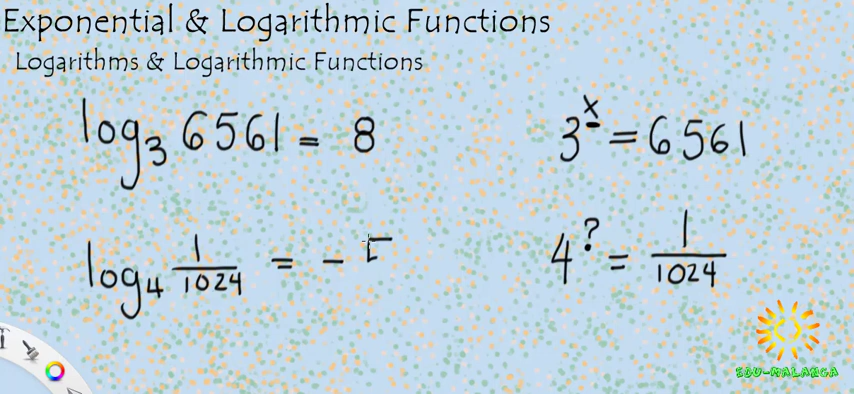 Exponential & Logarithmic Functions
Logarithms & Logarithmic Functions
log₃ 6561 = 8
3ˣ = 6561
log₄ 1/1024 = -
4^? = 1/1024
EDU-MALANGA